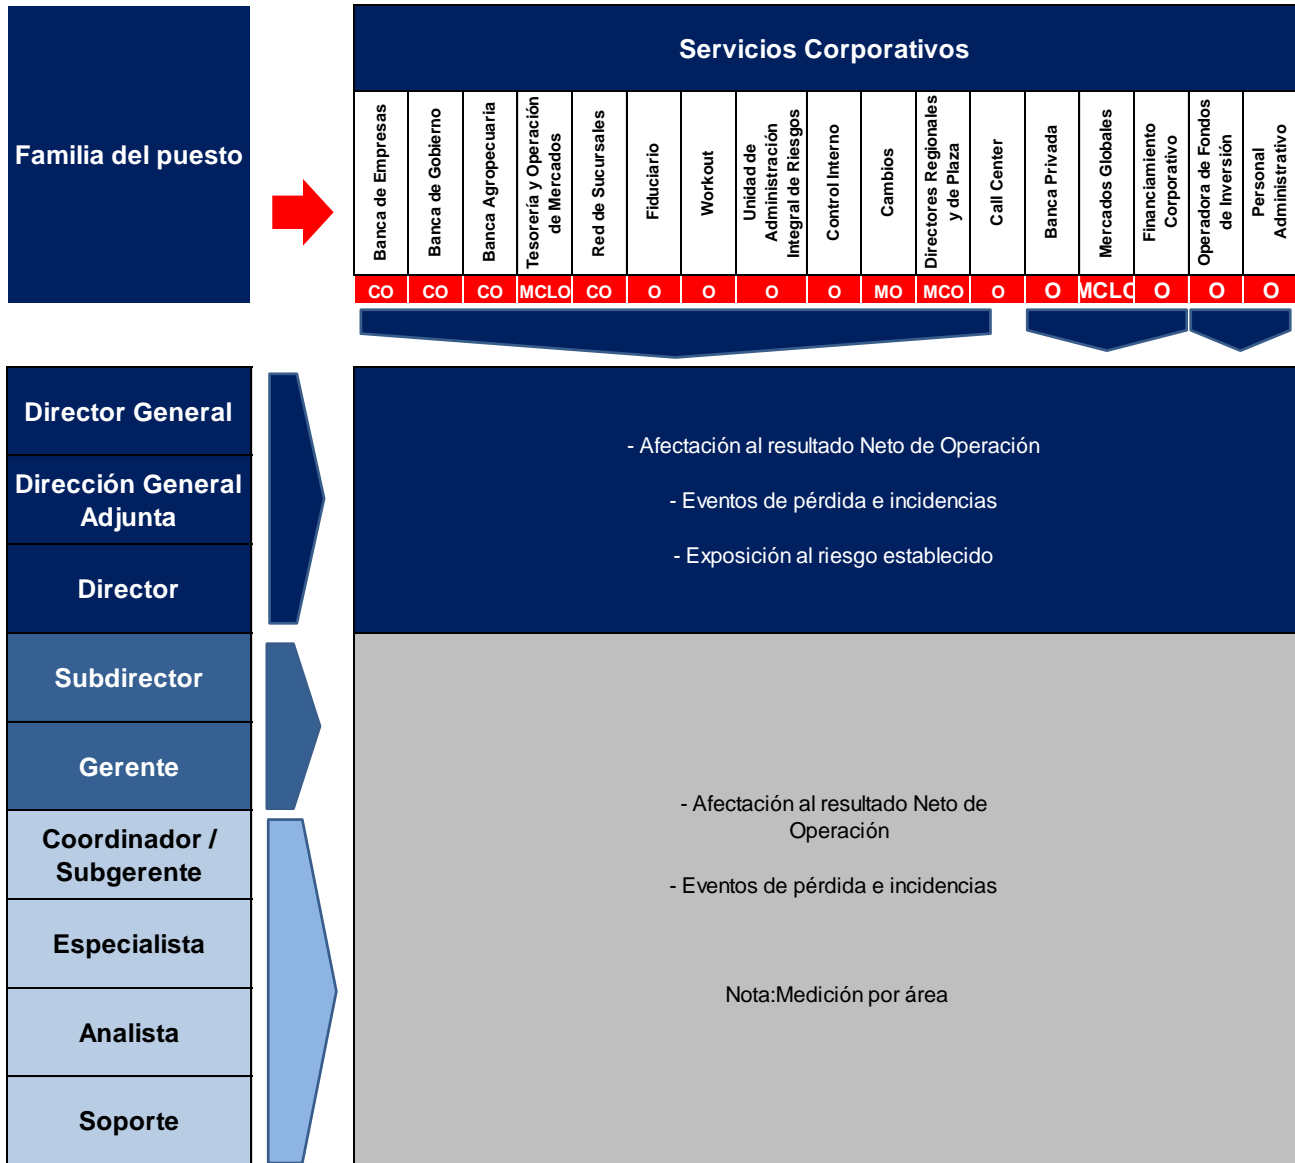 Servicios Corporativos
Familia del puesto
Banca de Empresas
Banca de Gobierno
Banca Agropecuaria
Tesorería y Operación
de Mercados
Red de Sucursales
Fiduciario
Workout
Unidad de
Administración
Integral de Riesgos
Control Interno
Cambios
Directores Regionales
y de Plaza
Call Center
Banca Privada
Mercados Globales
Financiamiento
Corporativo
Operadora de Fondos
de Inversión
Personal
Administrativo
CO CO CO MCLO CO O O O O MO MCO O O MCLO O O O
Director General
Dirección General
Adjunta
Director
- Afectación al resultado Neto de Operación
- Eventos de pérdida e incidencias
- Exposición al riesgo establecido
Subdirector
Gerente
Coordinador /
Subgerente
Especialista
Analista
Soporte
- Afectación al resultado Neto de
Operación
- Eventos de pérdida e incidencias
Nota:Medición por área